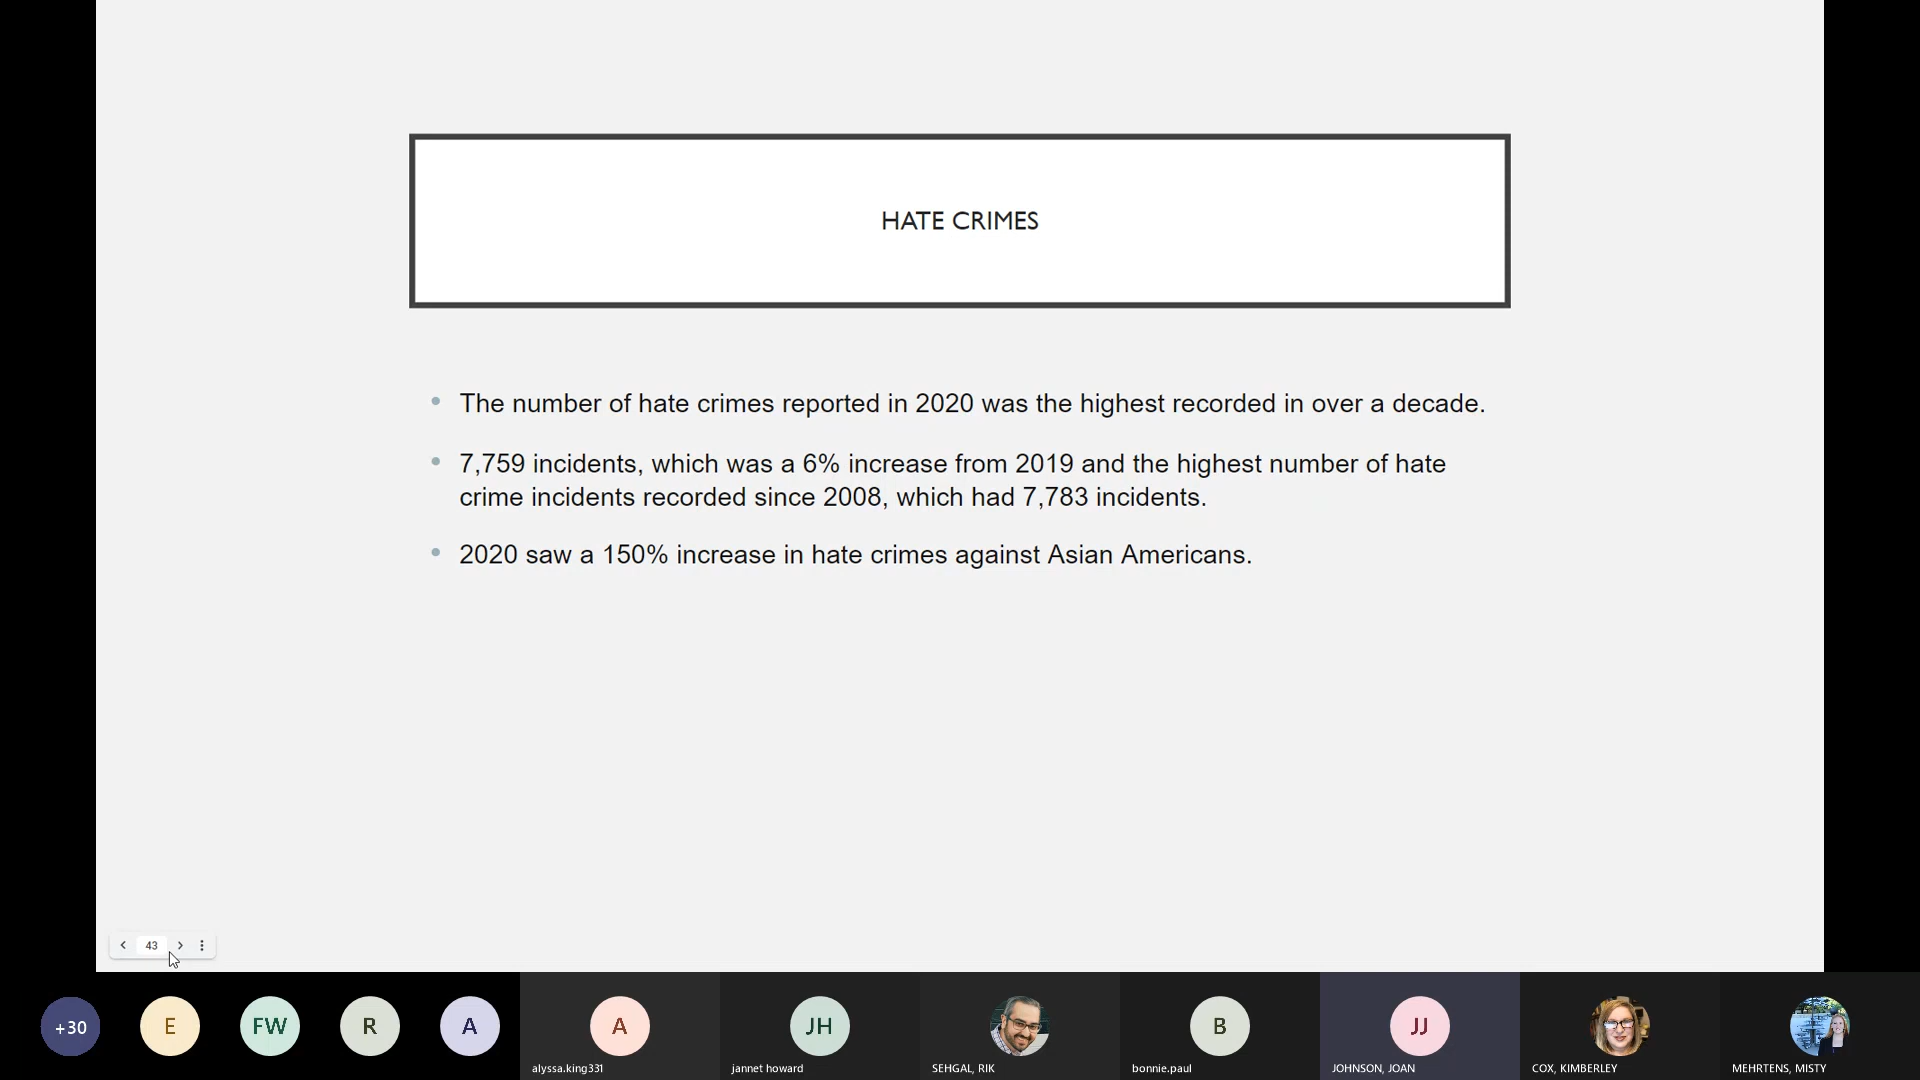 HATE CRIMES
The number of hate crimes reported in 2020 was the highest recorded in over a decade.
7,759 incidents, which was a 6% increase from 2019 and the highest number of hate
crime incidents recorded since 2008, which had 7,783 incidents.
2020 saw a 150% increase in hate crimes against Asian Americans.
43
+30
E
FW
R
A
A
JH
B
JJ
alyssa.king331
jannet howard
SEHGAL, RIK
bonnie.paul
JOHNSON, JOAN
COX, KIMBERLEY
MEHRTENS, MISTY